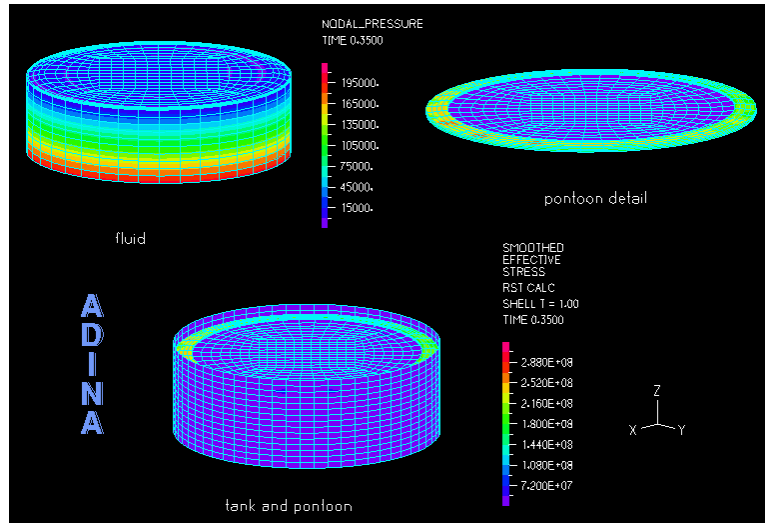 NODAL_PRESSURE
TIME 0.3500
195000.
165000.
135000.
105000.
75000.
45000.
15000.
fluid
pontoon detail
SMOOTHED
EFFECTIVE
STRESS
RST CALC
SHELL T = 1.00
TIME 0.3500
2.880E+08
2.520E+08
2.160E+08
1.800E+08
1.440E+08
1.080E+08
7.200E+07
ADINA
Z
X Y
tank and pontoon